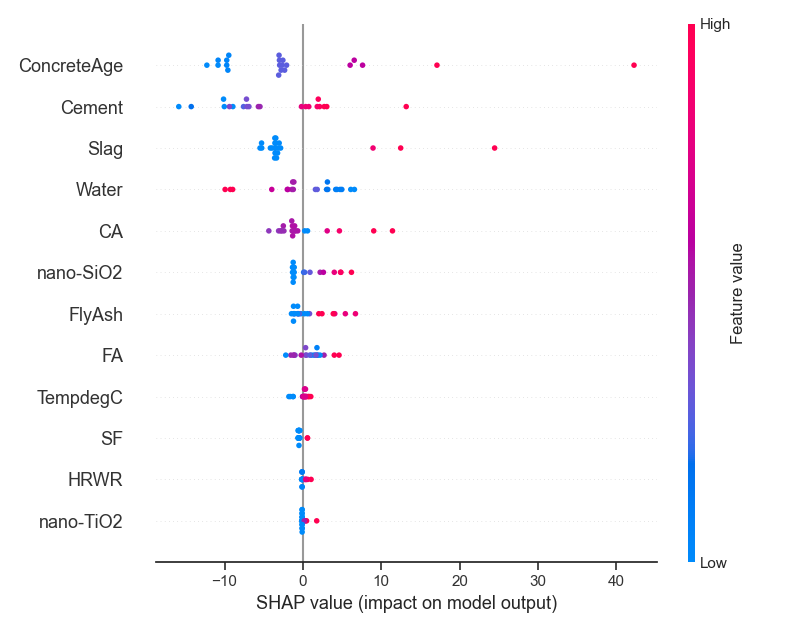 High
ConcreteAge
Cement
Slag
Water
CA
nano-SiO2
FlyAsh
FA
TempdegC
SF
HRWR
nano-TiO2
Feature value
Low
−10 0 10 20 30 40
SHAP value (impact on model output)